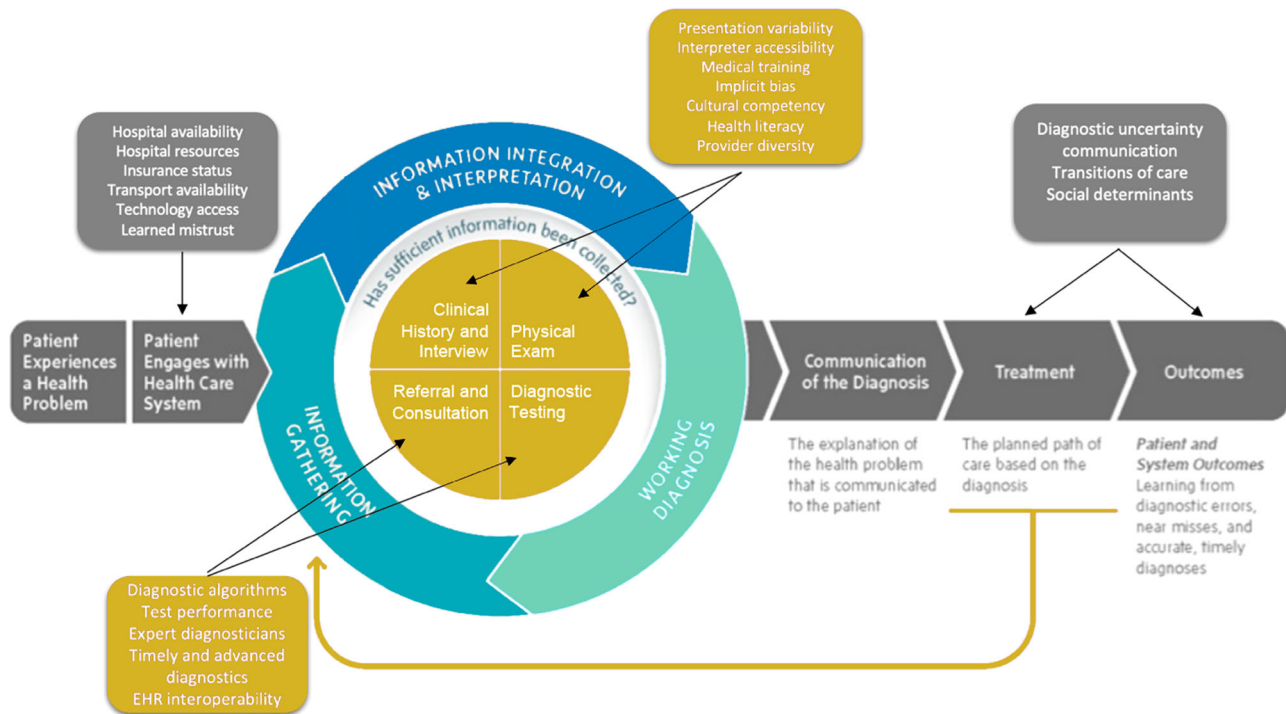 Presentation variability
Interpreter accessibility
Medical training
Implicit bias
Cultural competency
Health literacy
Provider diversity
Hospital availability
Hospital resources
Insurance status
Transport availability
Technology access
Learned mistrust
Diagnostic uncertainty
communication
Transitions of care
Social determinants
INFORMATION INTEGRATION
& INTERPRETATION
Has sufficient information been collected?
Clinical
History and
Interview
Physical
Exam
Referral and
Consultation
Diagnostic
Testing
INFORMATION
GATHERING
WORKING
DIAGNOSIS
Patient
Experiences
a Health
Problem
Patient
Engages with
Health Care
System
Communication
of the Diagnosis
Treatment
Outcomes
The explanation of
the health problem
that is communicated
to the patient
The planned path of
care based on the
diagnosis
Patient and
System Outcomes
Learning from
diagnostic errors,
near misses, and
accurate, timely
diagnoses
Diagnostic algorithms
Test performance
Expert diagnosticians
Timely and advanced
diagnostics
EHR interoperability